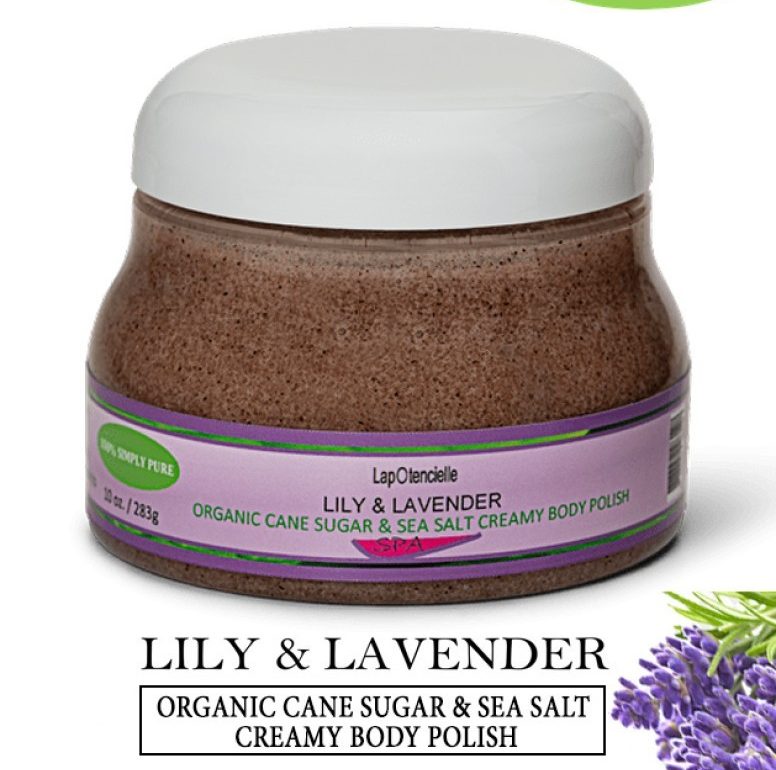 100% SIMPLY PURE
10 oz. / 283g
LapOtencielle
LILY & LAVENDER
ORGANIC CANE SUGAR & SEA SALT CREAMY BODY POLISH
SPA
LILY & LAVENDER
ORGANIC CANE SUGAR & SEA SALT
CREAMY BODY POLISH